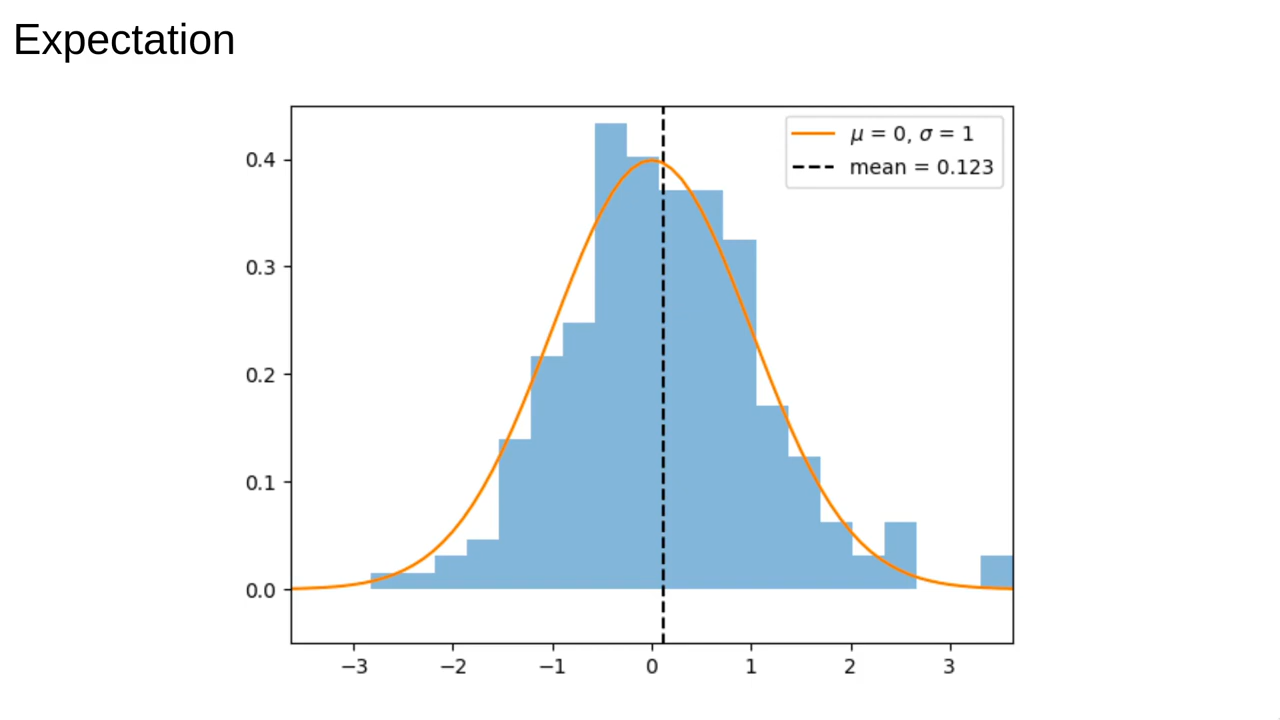 Expectation
μ = 0, σ = 1
mean = 0.123
0.4
0.3
0.2
0.1
0.0
−3 −2 −1 0 1 2 3